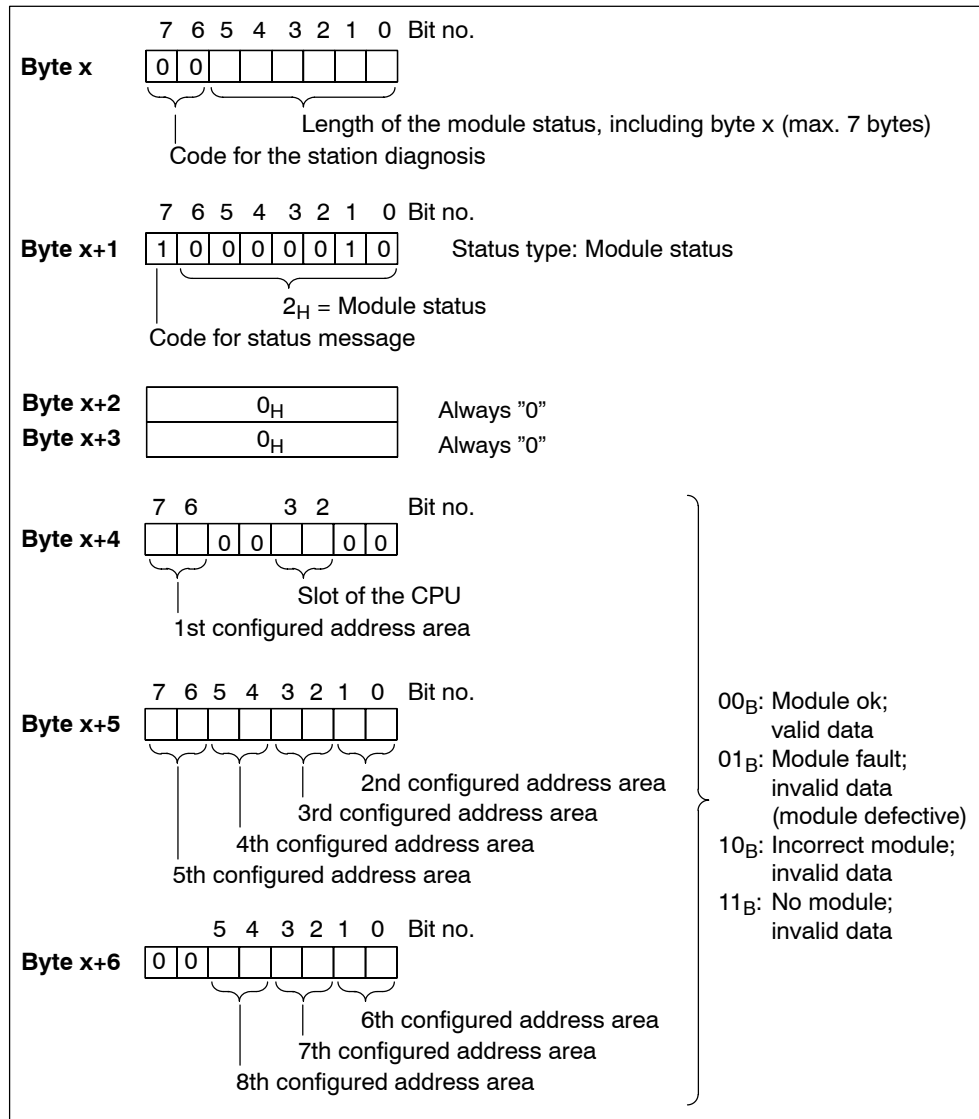 7 6 5 4 3 2 1 0 Bit no.
Byte x 0 0
Length of the module status, including byte x (max. 7 bytes)
Code for the station diagnosis
7 6 5 4 3 2 1 0 Bit no.
Byte x+1 1 0 0 0 0 0 1 0 Status type: Module status
2H = Module status
Code for status message
Byte x+2 0H Always ”0”
Byte x+3 0H Always ”0”
7 6 3 2 Bit no.
Byte x+4 0 0 0 0
Slot of the CPU
1st configured address area
7 6 5 4 3 2 1 0 Bit no.
Byte x+5
2nd configured address area
3rd configured address area
4th configured address area
5th configured address area
5 4 3 2 1 0 Bit no.
Byte x+6 0 0
6th configured address area
7th configured address area
8th configured address area
00B: Module ok;
valid data
01B: Module fault;
invalid data
(module defective)
10B: Incorrect module;
invalid data
11B: No module;
invalid data